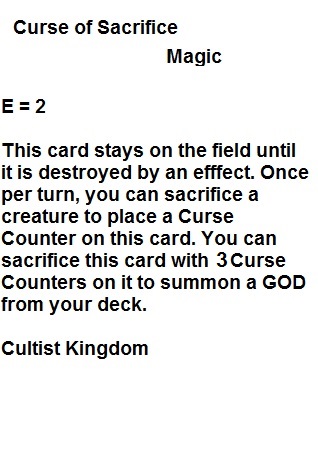 Curse of Sacrifice
Magic
E = 2
This card stays on the field until
it is destroyed by an efffect. Once
per turn, you can sacrifice a
creature to place a Curse
Counter on this card. You can
sacrifice this card with 3 Curse
Counters on it to summon a GOD
from your deck.
Cultist Kingdom